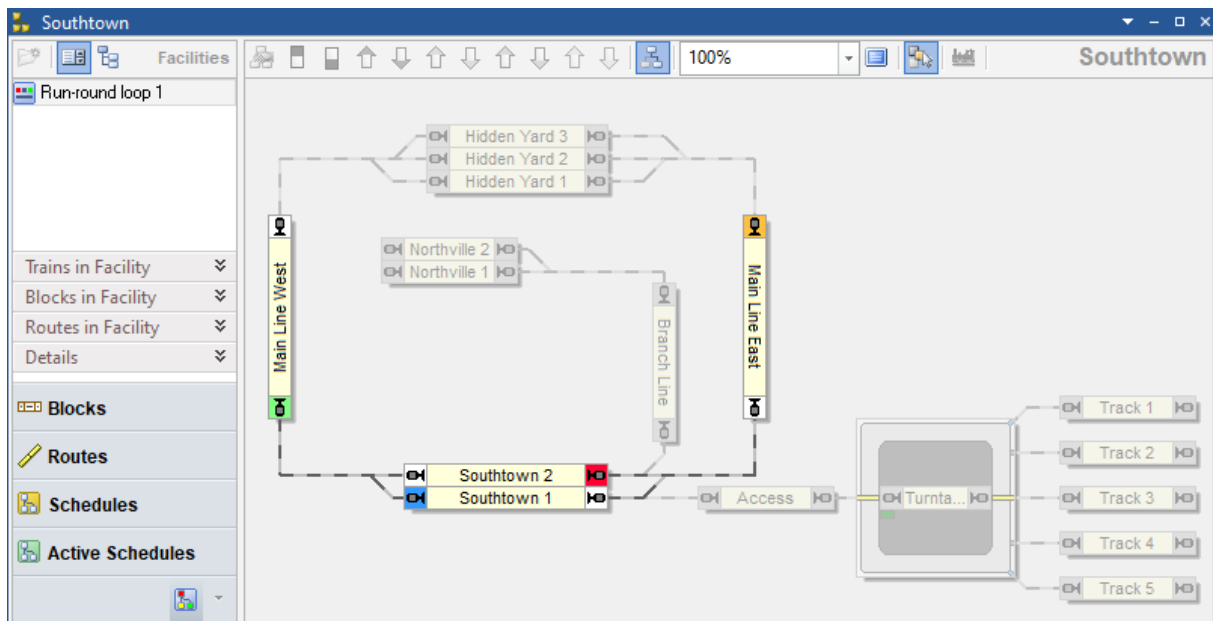 Southtown
Facilities
100%
Southtown
Run-round loop 1
Trains in Facility
Blocks in Facility
Routes in Facility
Details
Blocks
Routes
Schedules
Active Schedules
Hidden Yard 3
Hidden Yard 2
Hidden Yard 1
Northville 2
Northville 1
Main Line West
Branch Line
Main Line East
Southtown 2
Southtown 1
Access
Turnta...
Track 1
Track 2
Track 3
Track 4
Track 5